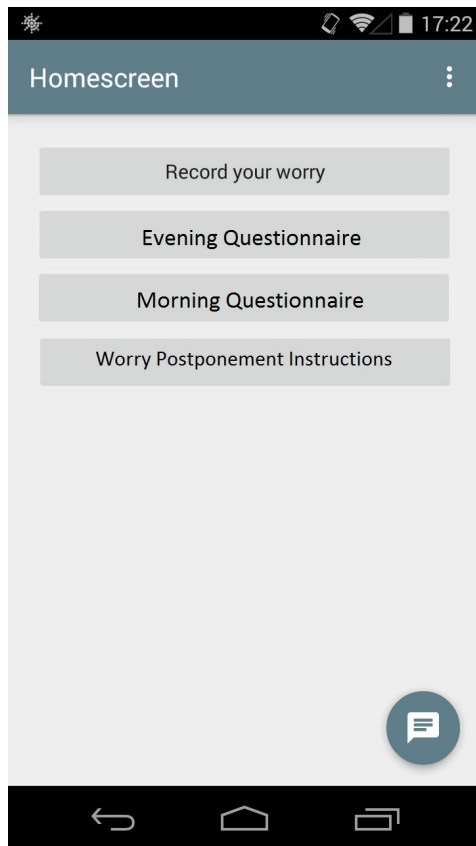 17:22
Homescreen
Record your worry
Evening Questionnaire
Morning Questionnaire
Worry Postponement Instructions